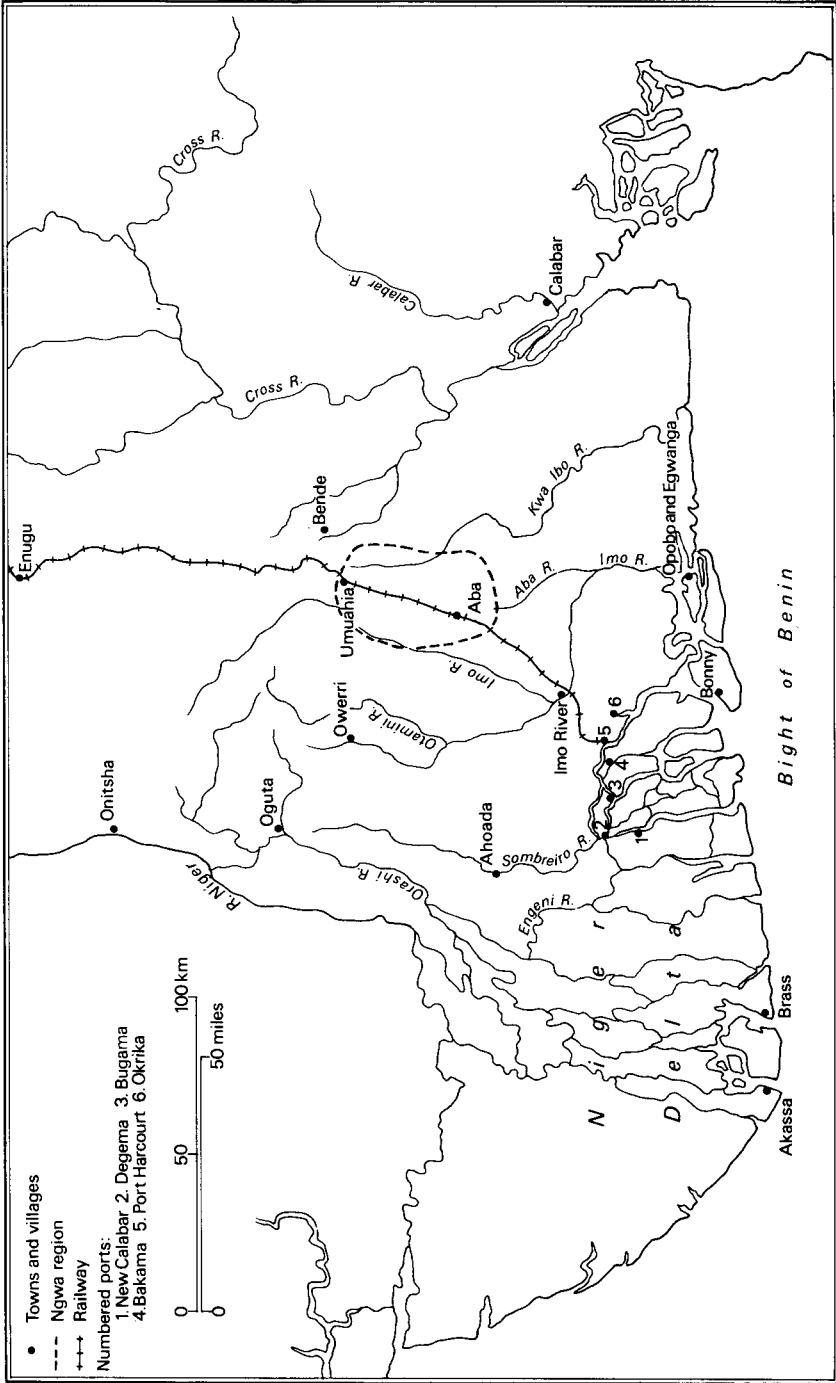 Towns and villages
Ngwa region
Railway
Numbered ports:
1. New Calabar 2. Degema 3. Bugama
4. Bakama 5. Port Harcourt 6. Okrika
0 50 100 km
0 50 miles
Enugu
Onitsha
Cross R.
R. Niger
Oguta
Owerri
Otamini R.
Umuahia
Bende
Cross R.
Calabar R.
Orashi R.
Imo R.
Aba
Ahoada
Sombreiro R.
Engeni R.
Imo River
Aba R.
Imo R.
Kwa Ibo R.
Calabar
2
3
4
5
6
1
Niger
Delta
Opobo and Egwanga
Bonny
Brass
Akassa
Bight of Benin